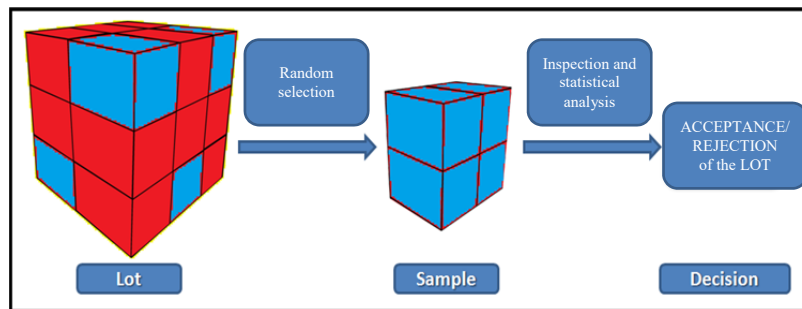 Random
selection
Inspection and
statistical
analysis
ACCEPTANCE/
REJECTION
of the LOT
Lot
Sample
Decision